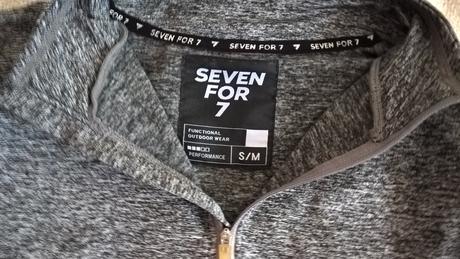 SEVEN FOR 7 SEVEN FOR 7 SEVEN FOR 7
SEVEN
FOR
7
FUNCTIONAL
OUTDOOR WEAR
PERFORMANCE
S/M